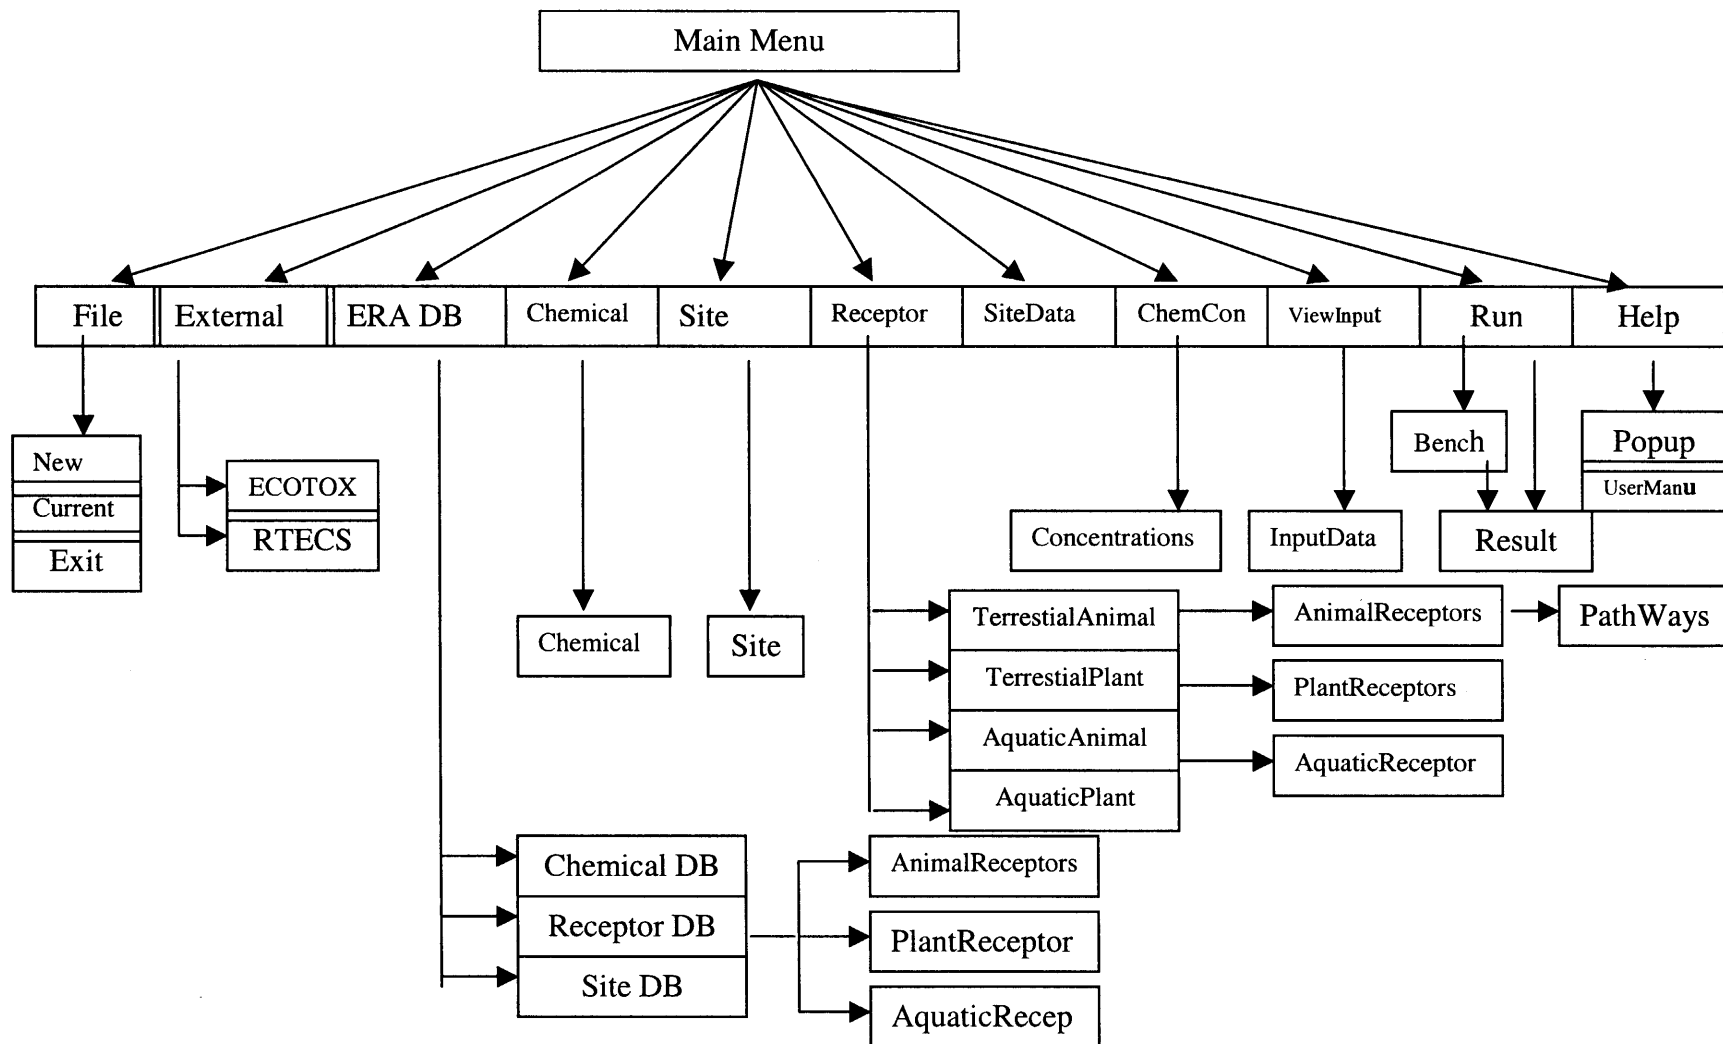 Main Menu
File
External
ERA DB
Chemical
Site
Receptor
SiteData
ChemCon
ViewInput
Run
Help
New
Current
Exit
ECOTOX
RTECS
Bench
Popup
UserManu
Concentrations
InputData
Result
Chemical
Site
TerrestialAnimal
TerrestialPlant
AquaticAnimal
AquaticPlant
AnimalReceptors
PlantReceptors
AquaticReceptor
PathWays
Chemical DB
Receptor DB
Site DB
AnimalReceptors
PlantReceptor
AquaticRecep